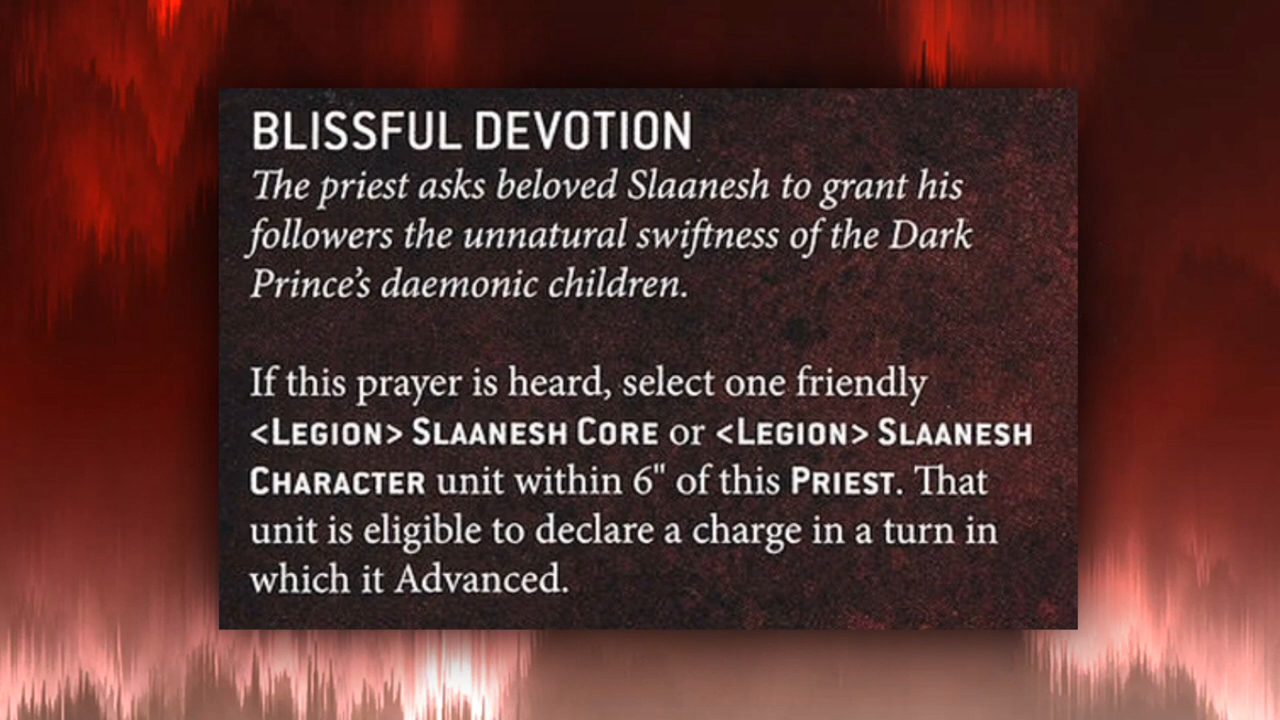 BLISSFUL DEVOTION
The priest asks beloved Slaanesh to grant his
followers the unnatural swiftness of the Dark
Prince's daemonic children.
If this prayer is heard, select one friendly
<LEGION> SLAANESH CORE or <LEGION> SLAANESH
CHARACTER unit within 6" of this PRIEST. That
unit is eligible to declare a charge in a turn in
which it Advanced.